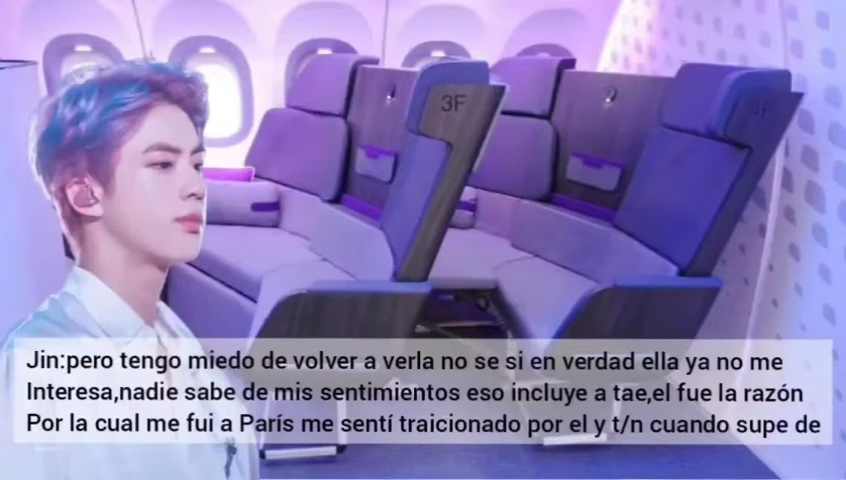 3F
Jin:pero tengo miedo de volver a verla no se si en verdad ella ya no me
Interesa,nadie sabe de mis sentimientos eso incluye a tae,el fue la razón
Por la cual me fui a París me sentí traicionado por el y t/n cuando supe de